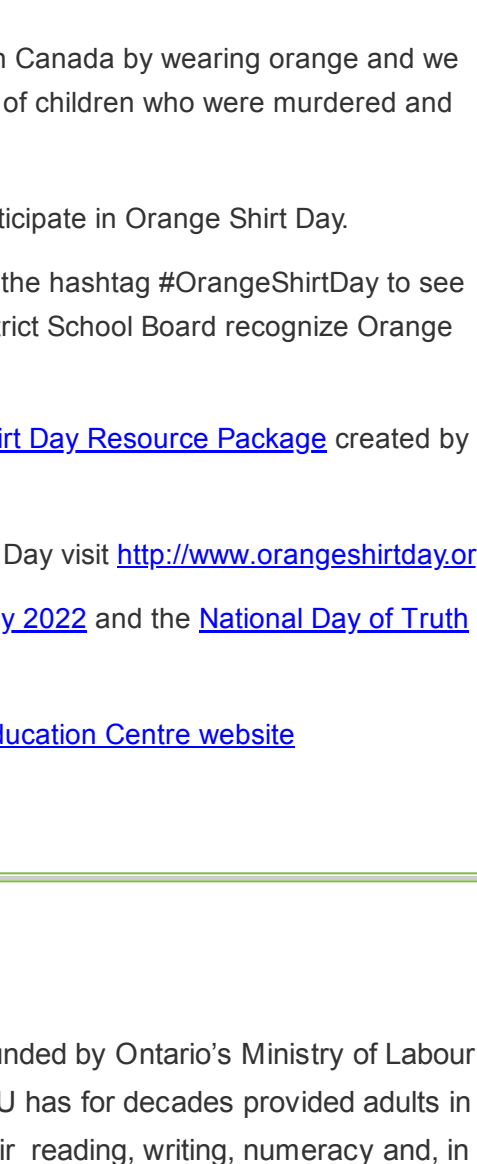 n Canada by wearing orange and we
of children who were murdered and
ticipate in Orange Shirt Day.
the hashtag #OrangeShirtDay to see
trict School Board recognize Orange
irt Day Resource Package created by
Day visit http://www.orangeshirtday.or
y 2022 and the National Day of Truth
ducation Centre website
unded by Ontario’s Ministry of Labour
U has for decades provided adults in
ir reading, writing, numeracy and, in